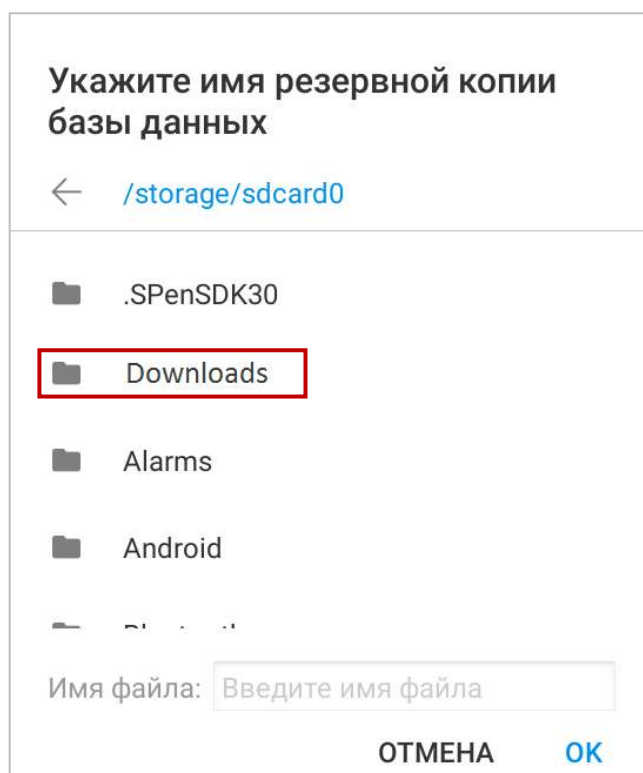 Укажите имя резервной копии
базы данных
/storage/sdcard0
.SPenSDK30
Downloads
Alarms
Android
Имя файла: Введите имя файла
ОТМЕНА OK